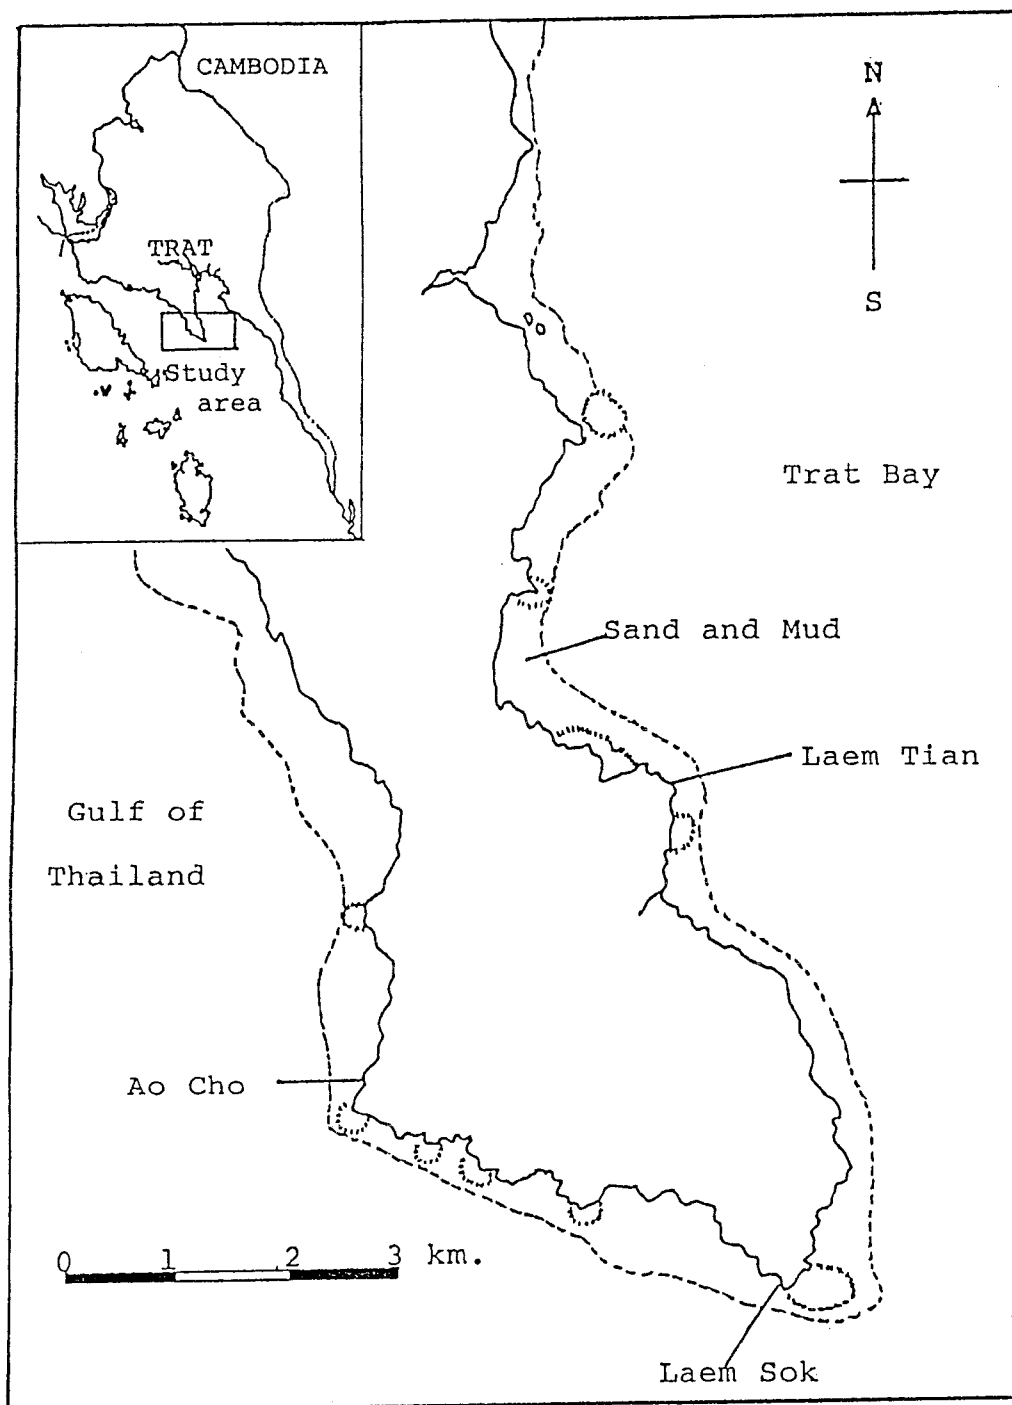 CAMBODIA
TRAT
Study
area
N
S
Trat Bay
Sand and Mud
Laem Tian
Gulf of
Thailand
Ao Cho
0 1 2 3 km.
Laem Sok